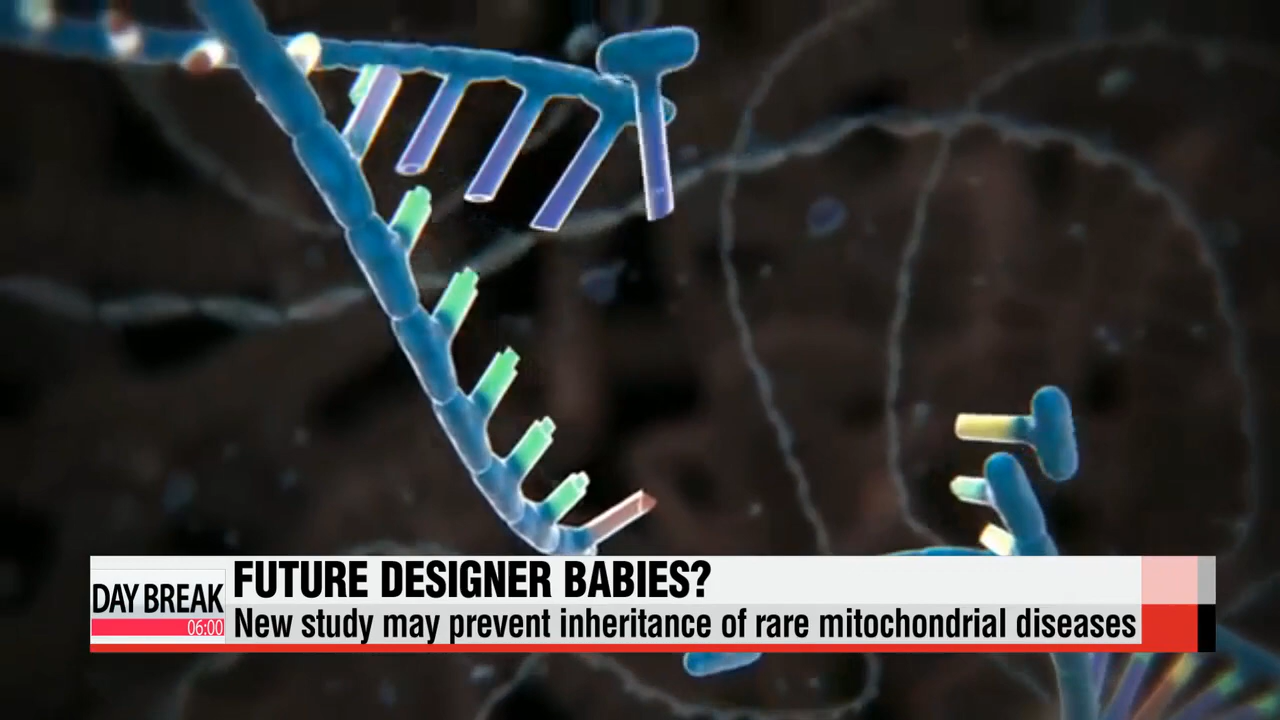 FUTURE DESIGNER BABIES?
DAY BREAK
06:00
New study may prevent inheritance of rare mitochondrial diseases